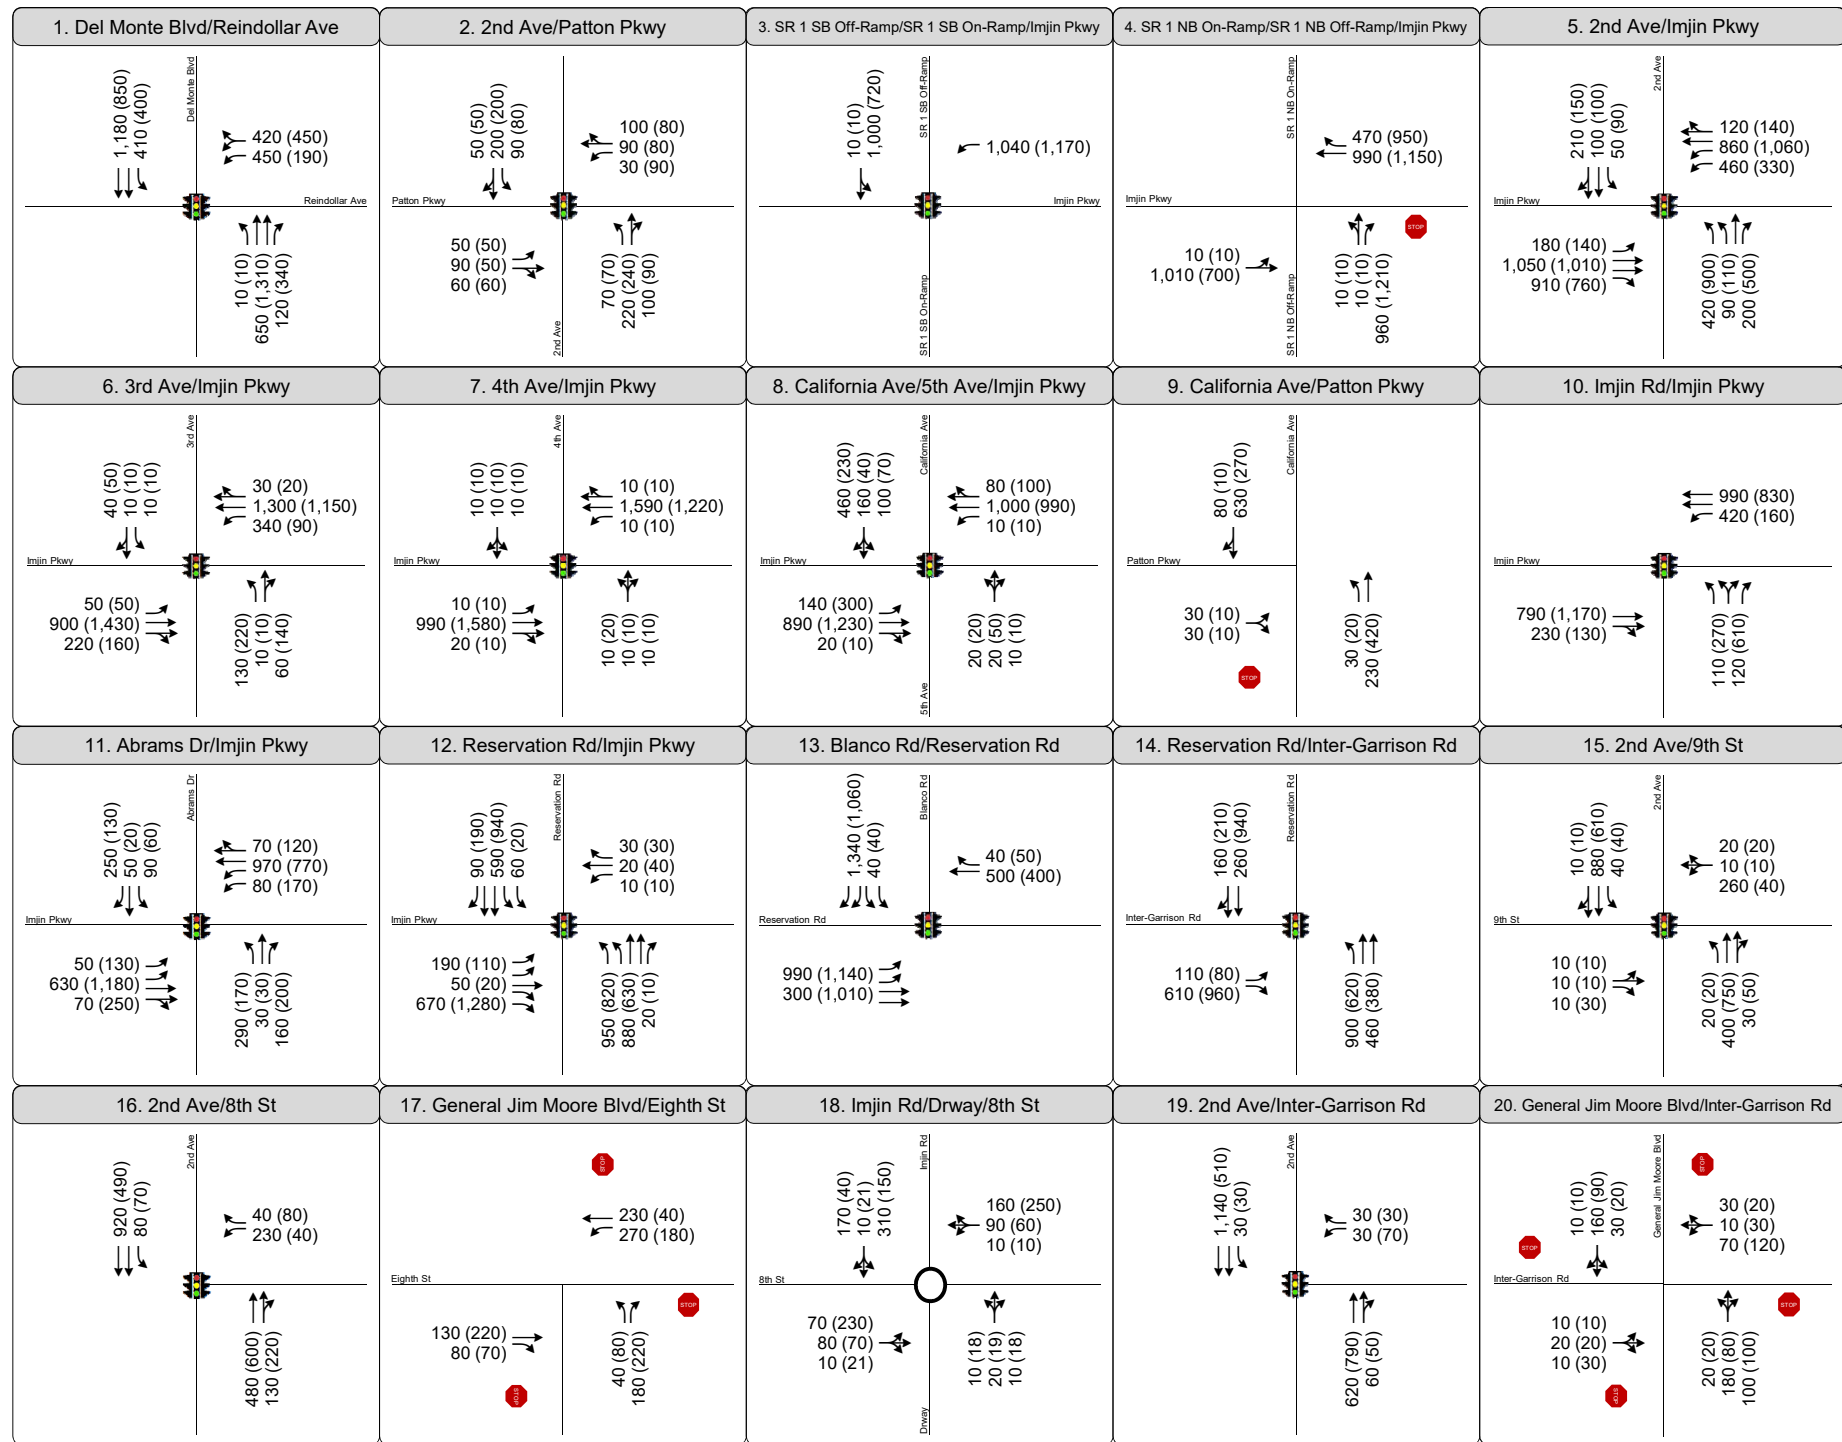 1. Del Monte Blvd/Reindollar Ave
1,180 (850)
410 (400)
Del Monte Blvd
420 (450)
450 (190)
Reindollar Ave
10 (10)
650 (1,310)
120 (340)
2. 2nd Ave/Patton Pkwy
50 (50)
200 (200)
90 (80)
100 (80)
90 (80)
30 (90)
Patton Pkwy
50 (50)
90 (50)
60 (60)
70 (70)
220 (240)
100 (90)
2nd Ave
3. SR 1 SB Off-Ramp/SR 1 SB On-Ramp/Imjin Pkwy
10 (10)
1,000 (720)
SR 1 SB Off-Ramp
1,040 (1,170)
Imjin Pkwy
SR 1 SB On-Ramp
4. SR 1 NB On-Ramp/SR 1 NB Off-Ramp/Imjin Pkwy
SR 1 NB On-Ramp
470 (950)
990 (1,150)
Imjin Pkwy
STOP
10 (10)
1,010 (700)
10 (10)
10 (10)
960 (1,210)
SR 1 NB Off-Ramp
5. 2nd Ave/Imjin Pkwy
210 (150)
100 (100)
50 (90)
2nd Ave
120 (140)
860 (1,060)
460 (330)
Imjin Pkwy
180 (140)
1,050 (1,010)
910 (760)
420 (900)
90 (110)
200 (500)
6. 3rd Ave/Imjin Pkwy
40 (50)
10 (10)
10 (10)
3rd Ave
30 (20)
1,300 (1,150)
340 (90)
Imjin Pkwy
50 (50)
900 (1,430)
220 (160)
130 (220)
10 (10)
60 (140)
7. 4th Ave/Imjin Pkwy
10 (10)
10 (10)
10 (10)
4th Ave
10 (10)
1,590 (1,220)
10 (10)
Imjin Pkwy
10 (10)
990 (1,580)
20 (10)
10 (20)
10 (10)
10 (10)
8. California Ave/5th Ave/Imjin Pkwy
460 (230)
160 (40)
100 (70)
California Ave
80 (100)
1,000 (990)
10 (10)
Imjin Pkwy
140 (300)
890 (1,230)
20 (10)
20 (20)
20 (50)
10 (10)
5th Ave
9. California Ave/Patton Pkwy
80 (10)
630 (270)
California Ave
Patton Pkwy
30 (10)
30 (10)
STOP
30 (20)
230 (420)
10. Imjin Rd/Imjin Pkwy
990 (830)
420 (160)
Imjin Pkwy
790 (1,170)
230 (130)
110 (270)
120 (610)
11. Abrams Dr/Imjin Pkwy
250 (130)
50 (20)
90 (60)
Abrams Dr
70 (120)
970 (770)
80 (170)
Imjin Pkwy
50 (130)
630 (1,180)
70 (250)
290 (170)
30 (30)
160 (200)
12. Reservation Rd/Imjin Pkwy
90 (190)
590 (940)
60 (20)
Reservation Rd
30 (30)
20 (40)
10 (10)
Imjin Pkwy
190 (110)
50 (20)
670 (1,280)
950 (820)
880 (630)
20 (10)
13. Blanco Rd/Reservation Rd
1,340 (1,060)
40 (40)
Blanco Rd
40 (50)
500 (400)
Reservation Rd
990 (1,140)
300 (1,010)
14. Reservation Rd/Inter-Garrison Rd
160 (210)
260 (940)
Reservation Rd
Inter-Garrison Rd
110 (80)
610 (960)
900 (620)
460 (380)
15. 2nd Ave/9th St
10 (10)
880 (610)
40 (40)
2nd Ave
20 (20)
10 (10)
260 (40)
9th St
10 (10)
10 (10)
10 (30)
20 (20)
400 (750)
30 (50)
16. 2nd Ave/8th St
920 (490)
80 (70)
2nd Ave
40 (80)
230 (40)
480 (600)
130 (220)
17. General Jim Moore Blvd/Eighth St
STOP
230 (40)
270 (180)
Eighth St
STOP
130 (220)
80 (70)
STOP
40 (80)
180 (220)
18. Imjin Rd/Drway/8th St
170 (40)
10 (21)
310 (150)
Imjin Rd
160 (250)
90 (60)
10 (10)
8th St
70 (230)
80 (70)
10 (21)
10 (18)
20 (19)
10 (18)
Drway
19. 2nd Ave/Inter-Garrison Rd
1,140 (510)
30 (30)
2nd Ave
30 (30)
30 (70)
620 (790)
60 (50)
20. General Jim Moore Blvd/Inter-Garrison Rd
10 (10)
160 (90)
30 (20)
General Jim Moore Blvd
STOP
30 (20)
10 (30)
70 (120)
STOP
Inter-Garrison Rd
STOP
10 (10)
20 (20)
10 (30)
STOP
20 (20)
180 (80)
100 (100)